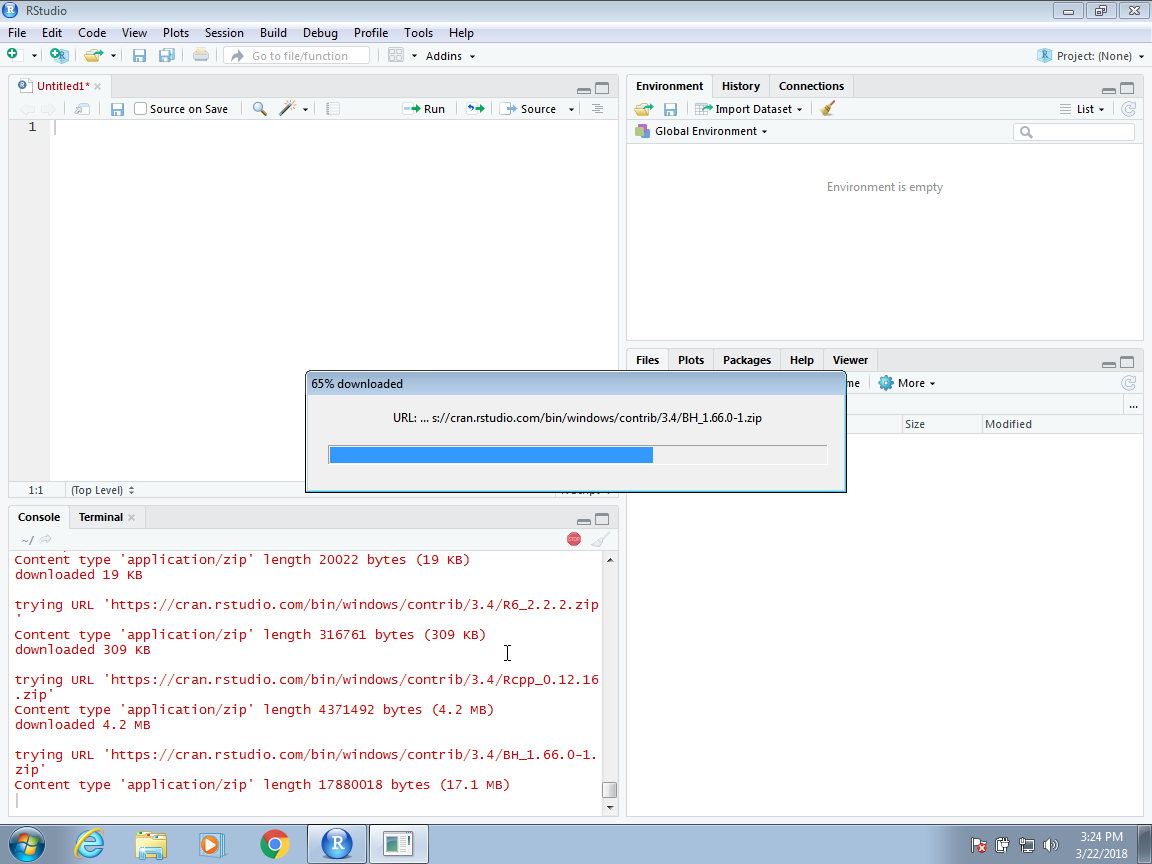 RStudio
File Edit Code View Plots Session Build Debug Profile Tools Help
Go to file/function Addins Project: (None)
Untitled1*
Source on Save Run Source
1
1:1 (Top Level)
Environment History Connections
Import Dataset List
Global Environment
Environment is empty
Files Plots Packages Help Viewer
More
...
Size Modified
65% downloaded
URL: ... s://cran.rstudio.com/bin/windows/contrib/3.4/BH_1.66.0-1.zip
Console Terminal
~/
STOP
Content type 'application/zip' length 20022 bytes (19 KB)
downloaded 19 KB
trying URL 'https://cran.rstudio.com/bin/windows/contrib/3.4/R6_2.2.2.zip
'
Content type 'application/zip' length 316761 bytes (309 KB)
downloaded 309 KB
trying URL 'https://cran.rstudio.com/bin/windows/contrib/3.4/Rcpp_0.12.16
.zip'
Content type 'application/zip' length 4371492 bytes (4.2 MB)
downloaded 4.2 MB
trying URL 'https://cran.rstudio.com/bin/windows/contrib/3.4/BH_1.66.0-1.
zip'
Content type 'application/zip' length 17880018 bytes (17.1 MB)
3:24 PM
3/22/2018